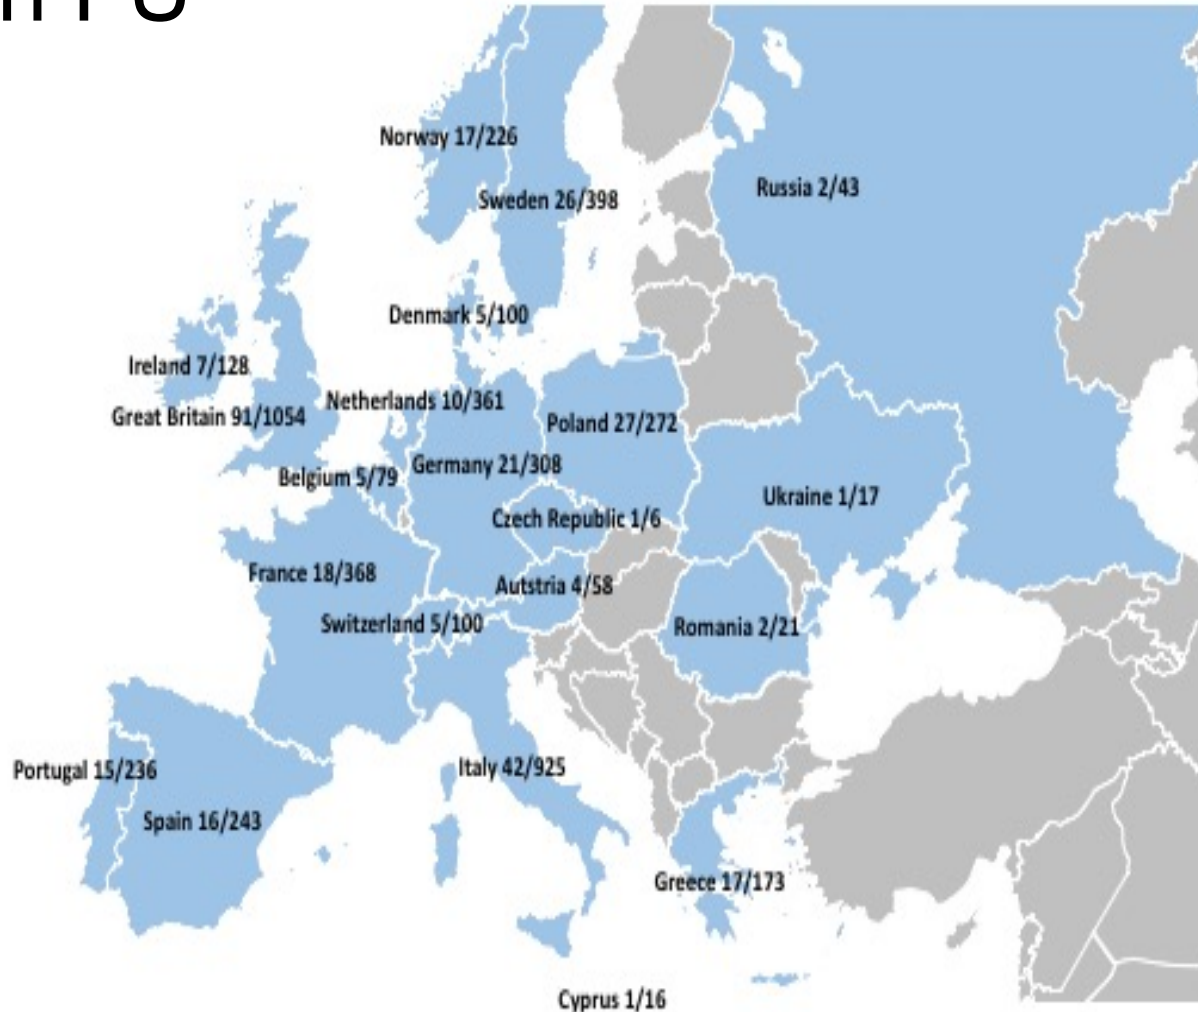 Norway 17/226
Sweden 26/398
Russia 2/43
Denmark 5/100
Ireland 7/128
Netherlands 10/361
Great Britain 91/1054
Poland 27/272
Germany 21/308
Belgium 5/79
Ukraine 1/17
Czech Republic 1/6
France 18/368
Autstria 4/58
Switzerland 5/100
Romania 2/21
Italy 42/925
Portugal 15/236
Spain 16/243
Greece 17/173
Cyprus 1/16